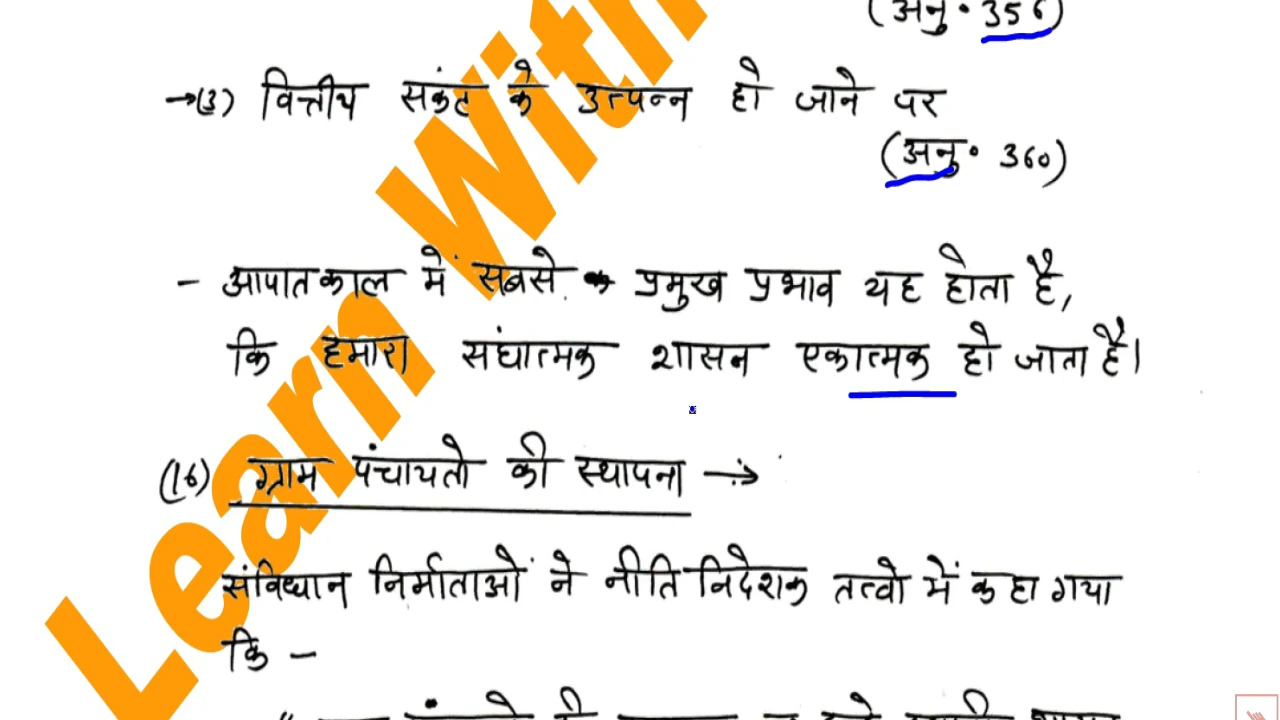 (अनु॰ 356)
→(3) वित्तीय सकंट के उत्पन्न हो जाने पर
(अनु॰ 360)
- आपातकाल में सबसे प्रमुख प्रभाव यह होता है,
कि हमारा संघात्मक शासन एकात्मक हो जाता है।
(16) ग्राम पंचायतो की स्थापना →
संविधान निर्माताओं ने नीति निदेशक तत्वो में कहा गया
कि -
Learn With